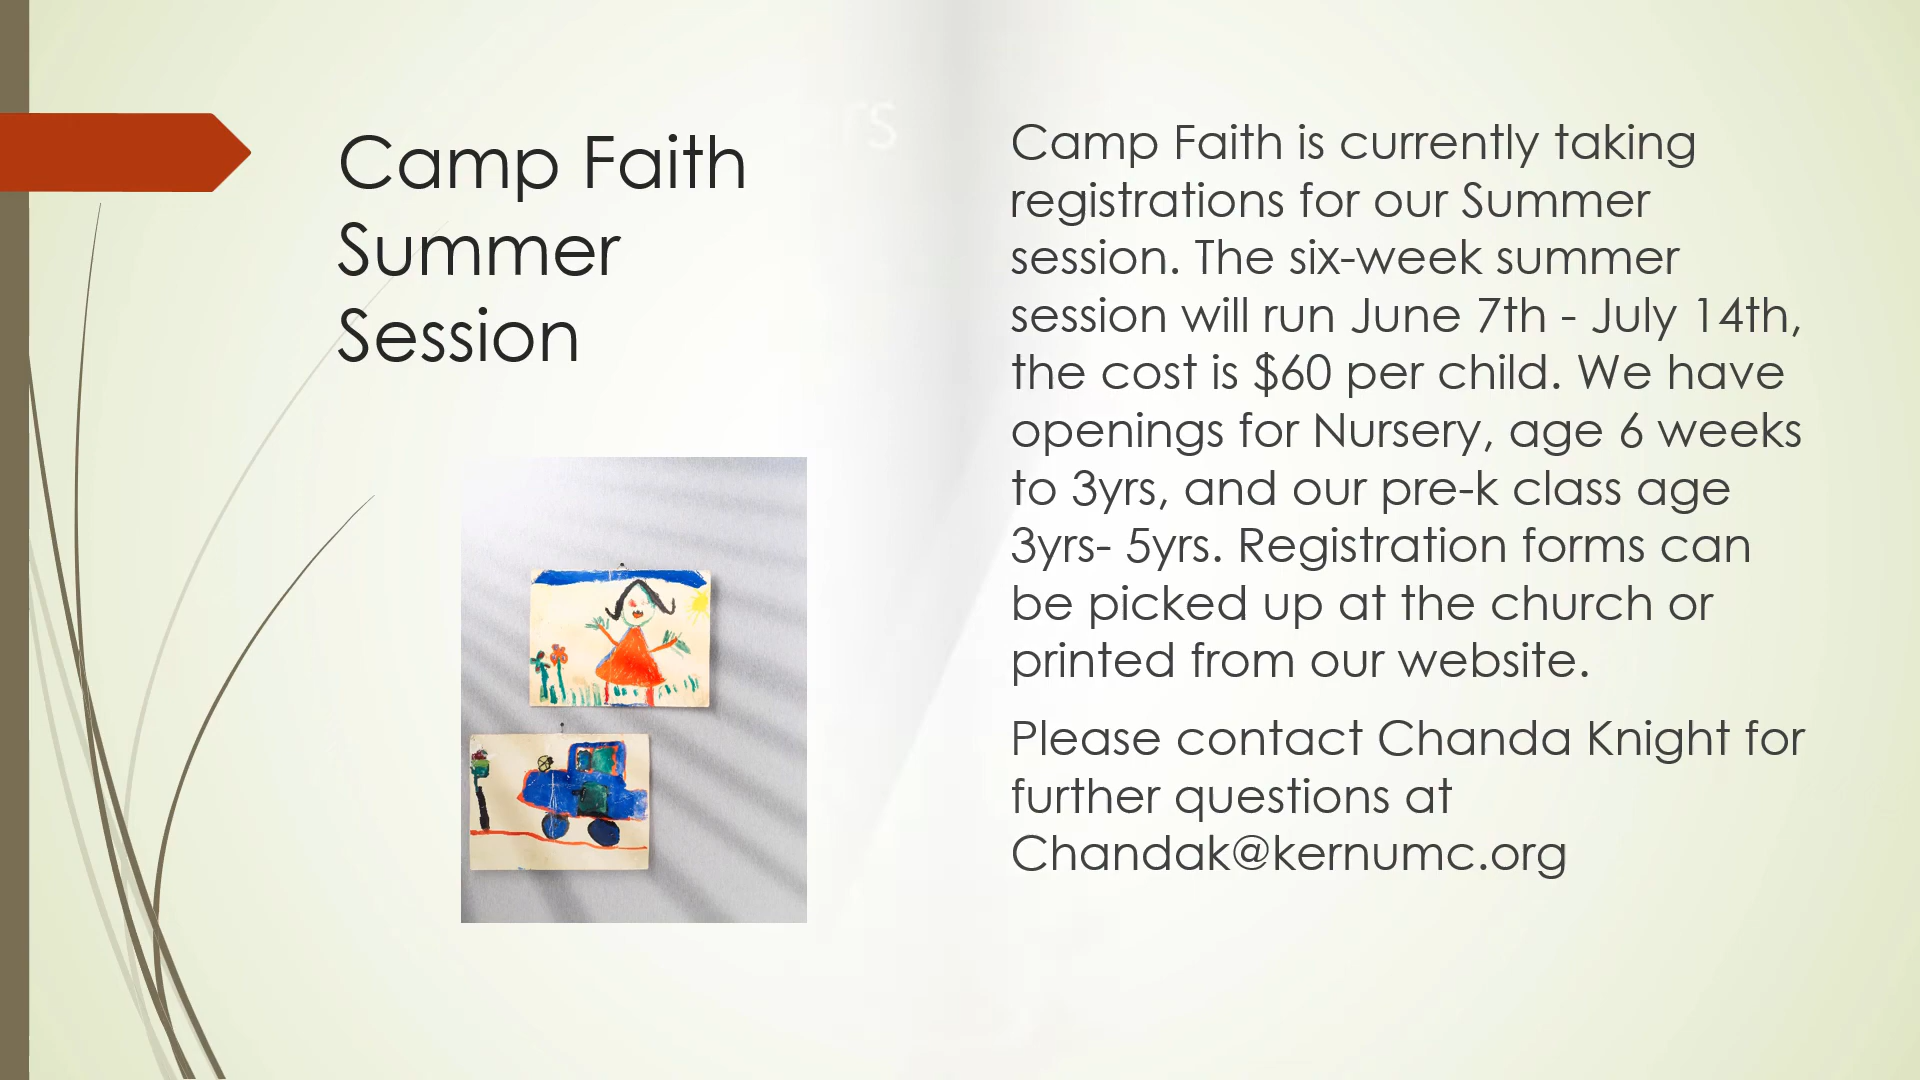 Camp Faith
Summer
Session
Camp Faith is currently taking
registrations for our Summer
session. The six-week summer
session will run June 7th - July 14th,
the cost is $60 per child. We have
openings for Nursery, age 6 weeks
to 3yrs, and our pre-k class age
3yrs- 5yrs. Registration forms can
be picked up at the church or
printed from our website.
Please contact Chanda Knight for
further questions at
Chandak@kernumc.org